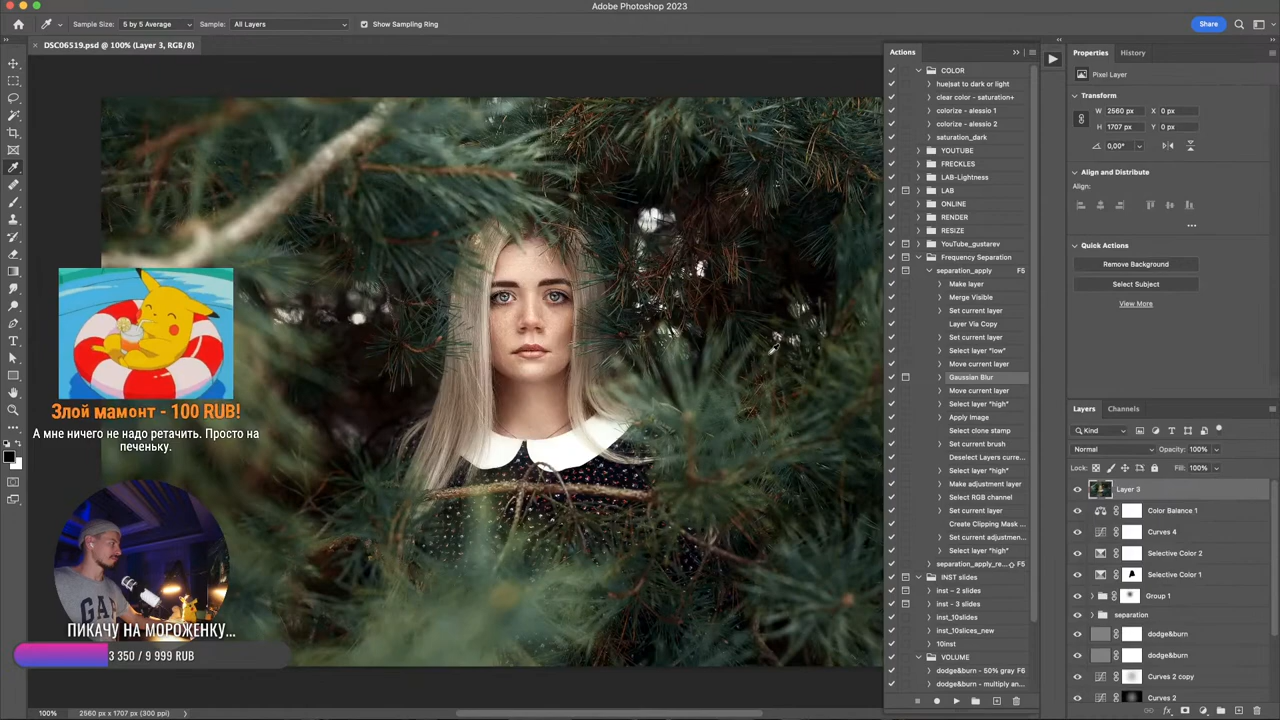 Adobe Photoshop 2023
Sample Size: 5 by 5 Average Sample: All Layers Show Sampling Ring Share
DSC06519.psd @ 100% (Layer 3, RGB/8)
Actions
COLOR
hue|sat to dark or light
clear color - saturation+
colorize - alessio 1
colorize - alessio 2
saturation_dark
YOUTUBE
FRECKLES
LAB-Lightness
LAB
ONLINE
RENDER
RESIZE
YouTube_gustarev
Frequency Separation
separation_apply F5
Make layer
Merge Visible
Set current layer
Layer Via Copy
Set current layer
Select layer "low"
Move current layer
Gaussian Blur
Move current layer
Select layer "high"
Apply Image
Select clone stamp
Set current brush
Deselect Layers curre...
Select layer "high"
Make adjustment layer
Select RGB channel
Set current layer
Create Clipping Mask ...
Set current adjustmen...
Select layer "high"
separation_apply_re... F5
INST slides
inst – 2 slides
inst - 3 slides
inst_10slides
inst_10slices_new
10inst
VOLUME
dodge&burn - 50% gray F6
dodge&burn - multiply an...
Properties History
Pixel Layer
Transform
W 2560 px X 0 px
H 1707 px Y 0 px
0,00°
Align and Distribute
Align:
Quick Actions
Remove Background
Select Subject
View More
Layers Channels
Kind
Normal Opacity: 100%
Lock: Fill: 100%
Layer 3
Color Balance 1
Curves 4
Selective Color 2
Selective Color 1
Group 1
separation
dodge&burn
dodge&burn
Curves 2 copy
Curves 2
Злой мамонт - 100 RUB!
А мне ничего не надо ретачить. Просто на
печеньку.
GAP
ПИКАЧУ НА МОРОЖЕНКУ...
3 350 / 9 999 RUB
100% 2560 px x 1707 px (300 ppi)